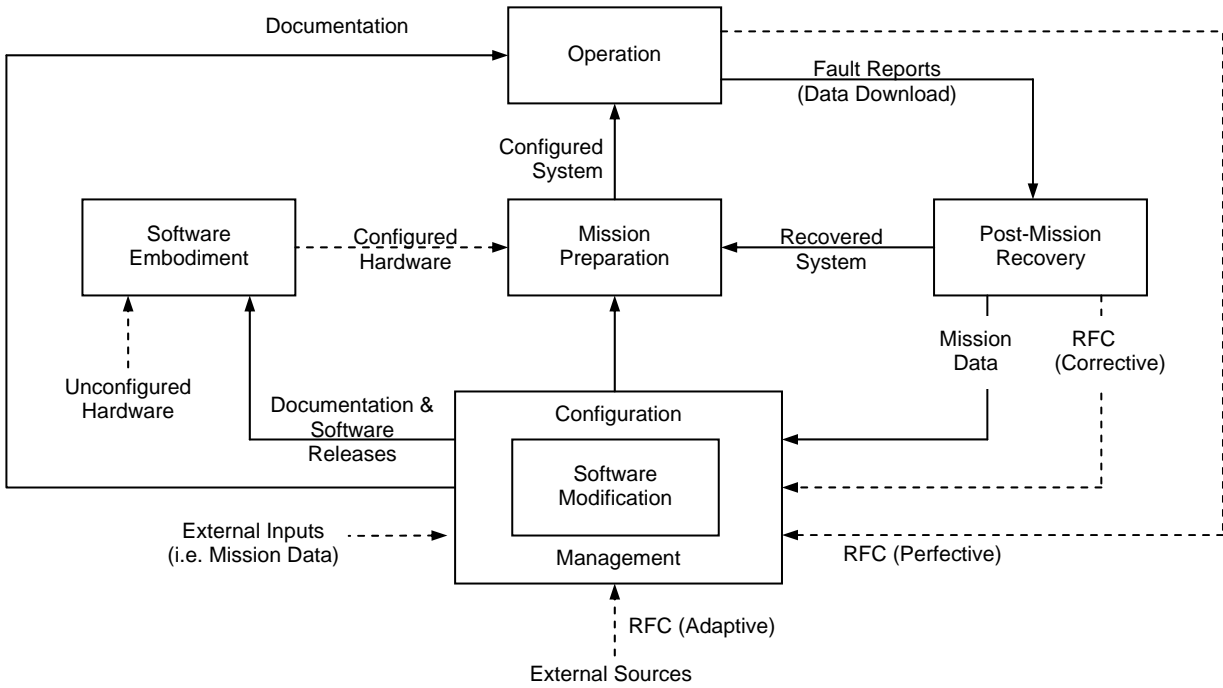 Documentation
Operation
Fault Reports
(Data Download)
Configured
System
Software
Embodiment
Configured
Hardware
Mission
Preparation
Recovered
System
Post-Mission
Recovery
Mission
Data
RFC
(Corrective)
Unconfigured
Hardware
Documentation &
Software
Releases
Configuration
Software
Modification
Management
External Inputs
(i.e. Mission Data)
RFC (Perfective)
RFC (Adaptive)
External Sources